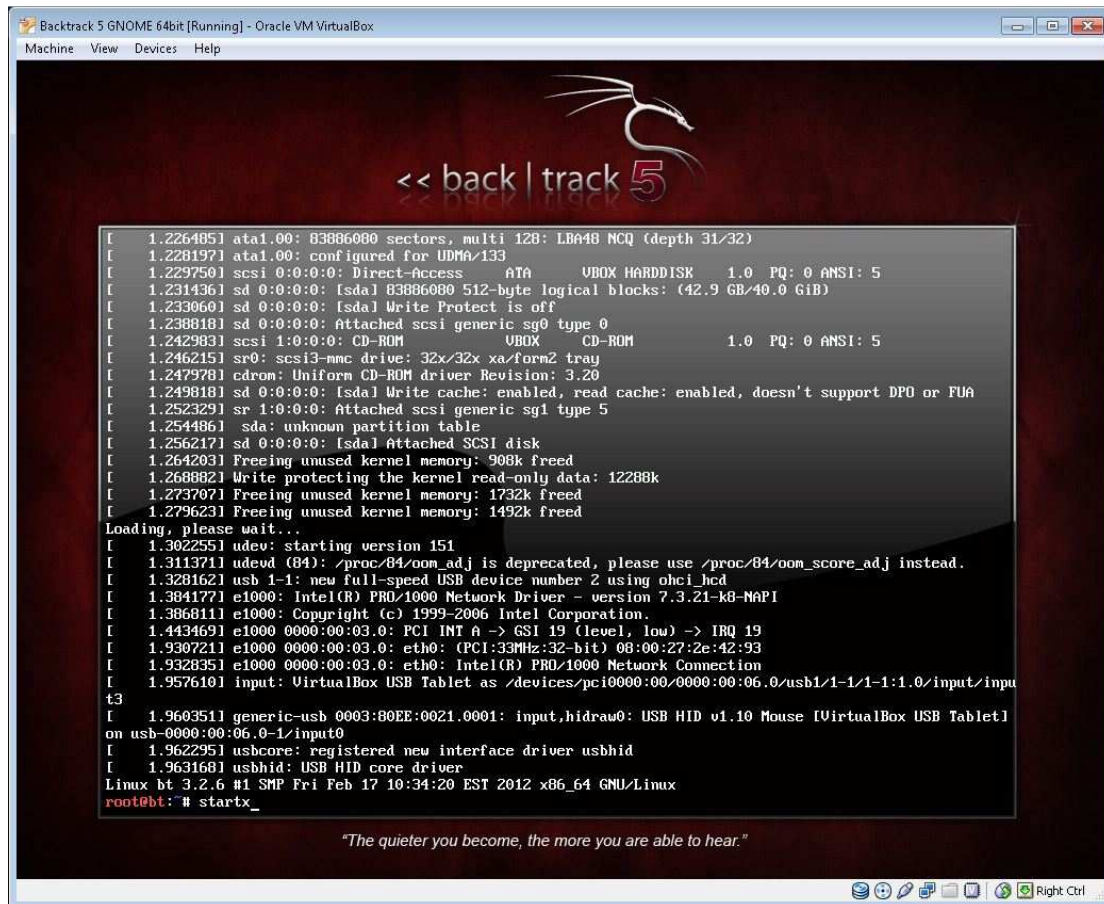 Backtrack 5 GNOME 64bit [Running] - Oracle VM VirtualBox
Machine View Devices Help
<< back | track 5
[    1.226485] ata1.00: 83886080 sectors, multi 128: LBA48 NCQ (depth 31/32)
[    1.228197] ata1.00: configured for UDMA/133
[    1.229750] scsi 0:0:0:0: Direct-Access     ATA      VBOX HARDDISK    1.0  PQ: 0 ANSI: 5
[    1.231436] sd 0:0:0:0: [sda] 83886080 512-byte logical blocks: (42.9 GB/40.0 GiB)
[    1.233060] sd 0:0:0:0: [sda] Write Protect is off
[    1.238818] sd 0:0:0:0: Attached scsi generic sg0 type 0
[    1.242983] scsi 1:0:0:0: CD-ROM            VBOX     CD-ROM           1.0  PQ: 0 ANSI: 5
[    1.246215] sr0: scsi3-mmc drive: 32x/32x xa/form2 tray
[    1.247978] cdrom: Uniform CD-ROM driver Revision: 3.20
[    1.249818] sd 0:0:0:0: [sda] Write cache: enabled, read cache: enabled, doesn't support DPO or FUA
[    1.252329] sr 1:0:0:0: Attached scsi generic sg1 type 5
[    1.254486]  sda: unknown partition table
[    1.256217] sd 0:0:0:0: [sda] Attached SCSI disk
[    1.264203] Freeing unused kernel memory: 908k freed
[    1.268882] Write protecting the kernel read-only data: 12288k
[    1.273707] Freeing unused kernel memory: 1732k freed
[    1.279623] Freeing unused kernel memory: 1492k freed
Loading, please wait...
[    1.302255] udev: starting version 151
[    1.311371] udevd (84): /proc/84/oom_adj is deprecated, please use /proc/84/oom_score_adj instead.
[    1.328162] usb 1-1: new full-speed USB device number 2 using ohci_hcd
[    1.384177] e1000: Intel(R) PRO/1000 Network Driver - version 7.3.21-k8-NAPI
[    1.386811] e1000: Copyright (c) 1999-2006 Intel Corporation.
[    1.443469] e1000 0000:00:03.0: PCI INT A -> GSI 19 (level, low) -> IRQ 19
[    1.930721] e1000 0000:00:03.0: eth0: (PCI:33MHz:32-bit) 08:00:27:2e:42:93
[    1.932835] e1000 0000:00:03.0: eth0: Intel(R) PRO/1000 Network Connection
[    1.957610] input: VirtualBox USB Tablet as /devices/pci0000:00/0000:00:06.0/usb1/1-1/1-1:1.0/input/inpu
t3
[    1.960351] generic-usb 0003:80EE:0021.0001: input,hidraw0: USB HID v1.10 Mouse [VirtualBox USB Tablet]
on usb-0000:00:06.0-1/input0
[    1.962295] usbcore: registered new interface driver usbhid
[    1.963168] usbhid: USB HID core driver
Linux bt 3.2.6 #1 SMP Fri Feb 17 10:34:20 EST 2012 x86_64 GNU/Linux
root@bt:~# startx_
"The quieter you become, the more you are able to hear."
Right Ctrl